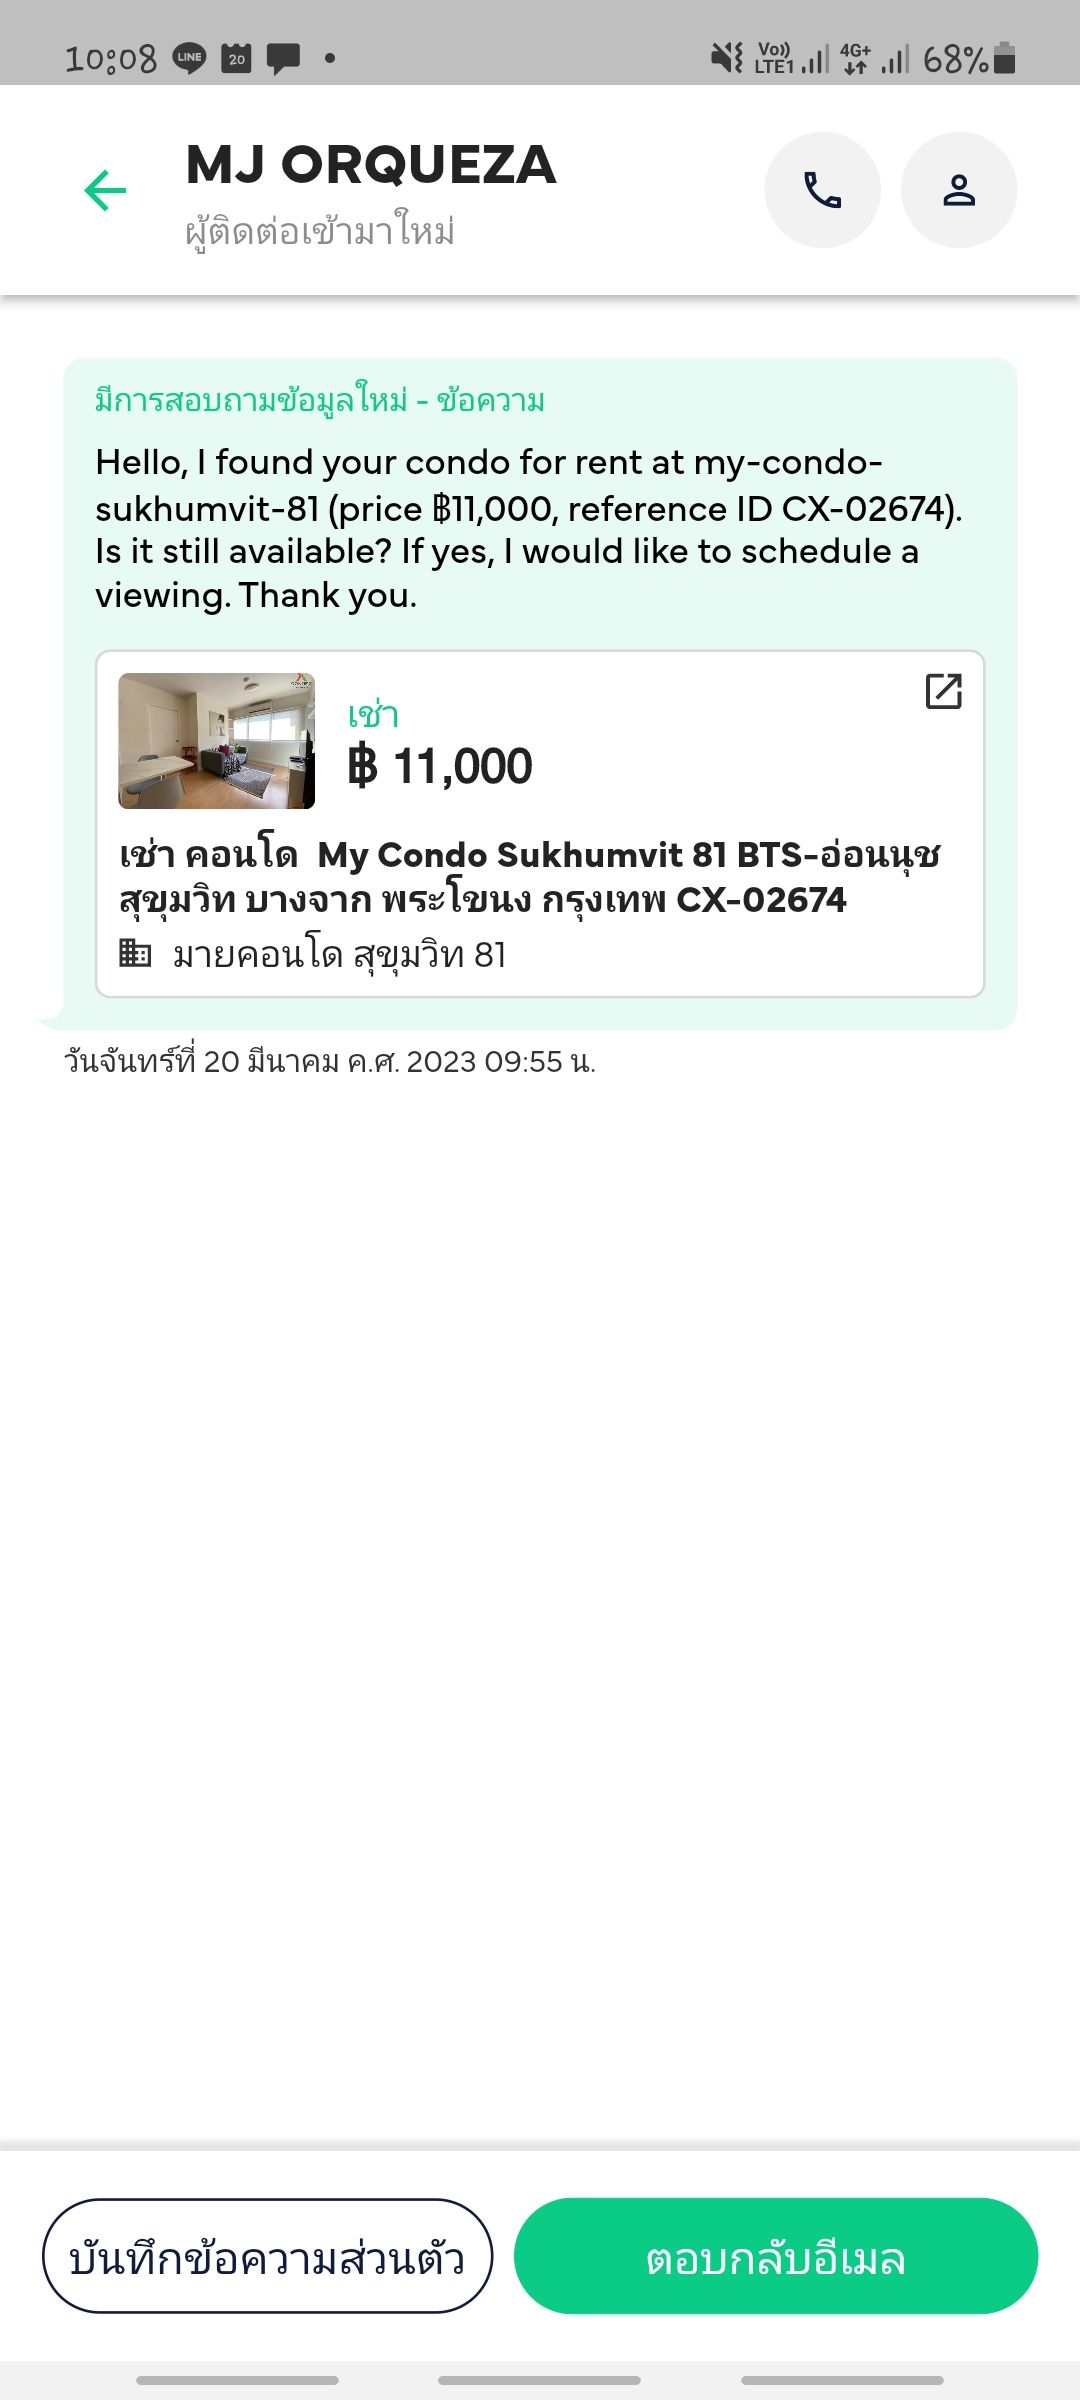 10:08
LINE
20
Vo))
LTE1
4G+
68%
MJ ORQUEZA
ผู้ติดต่อเข้ามาใหม่
มีการสอบถามข้อมูลใหม่ - ข้อความ
Hello, I found your condo for rent at my-condo-
sukhumvit-81 (price ฿11,000, reference ID CX-02674).
Is it still available? If yes, I would like to schedule a
viewing. Thank you.
เช่า
฿ 11,000
เช่า คอนโด  My Condo Sukhumvit 81 BTS-อ่อนนุช
สุขุมวิท บางจาก พระโขนง กรุงเทพ CX-02674
มายคอนโด สุขุมวิท 81
วันจันทร์ที่ 20 มีนาคม ค.ศ. 2023 09:55 น.
บันทึกข้อความส่วนตัว
ตอบกลับอีเมล